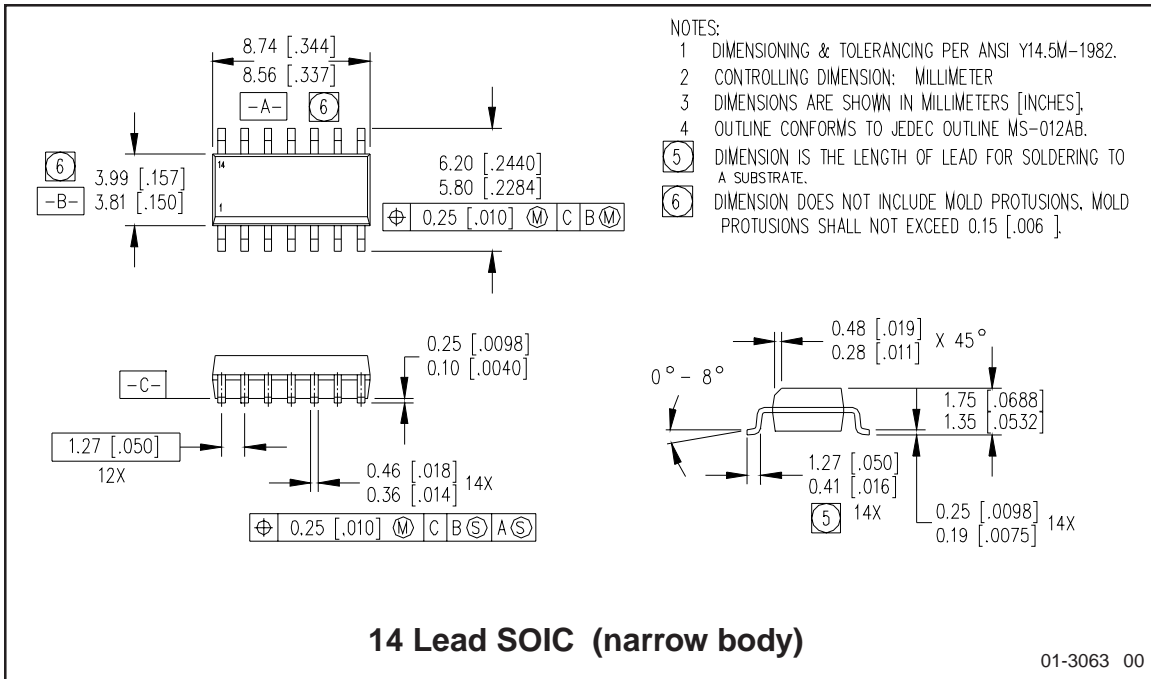 8.74 [.344]
8.56 [.337]
-A- 6
14
1
6
-B-
3.99 [.157]
3.81 [.150]
6.20 [.2440]
5.80 [.2284]
⌖ 0.25 [.010] Ⓜ C B Ⓜ
NOTES:
1 DIMENSIONING & TOLERANCING PER ANSI Y14.5M-1982.
2 CONTROLLING DIMENSION: MILLIMETER
3 DIMENSIONS ARE SHOWN IN MILLIMETERS [INCHES].
4 OUTLINE CONFORMS TO JEDEC OUTLINE MS-012AB.
5 DIMENSION IS THE LENGTH OF LEAD FOR SOLDERING TO
A SUBSTRATE.
6 DIMENSION DOES NOT INCLUDE MOLD PROTUSIONS. MOLD
PROTUSIONS SHALL NOT EXCEED 0.15 [.006 ].
-C-
0.25 [.0098]
0.10 [.0040]
1.27 [.050]
12X
0.46 [.018]
0.36 [.014]
14X
⌖ 0.25 [.010] Ⓜ C B Ⓢ A Ⓢ
0.48 [.019]
0.28 [.011]
X 45°
0° - 8°
1.75 [.0688]
1.35 [.0532]
1.27 [.050]
0.41 [.016]
5 14X
0.25 [.0098]
0.19 [.0075]
14X
14 Lead SOIC (narrow body)
01-3063 00